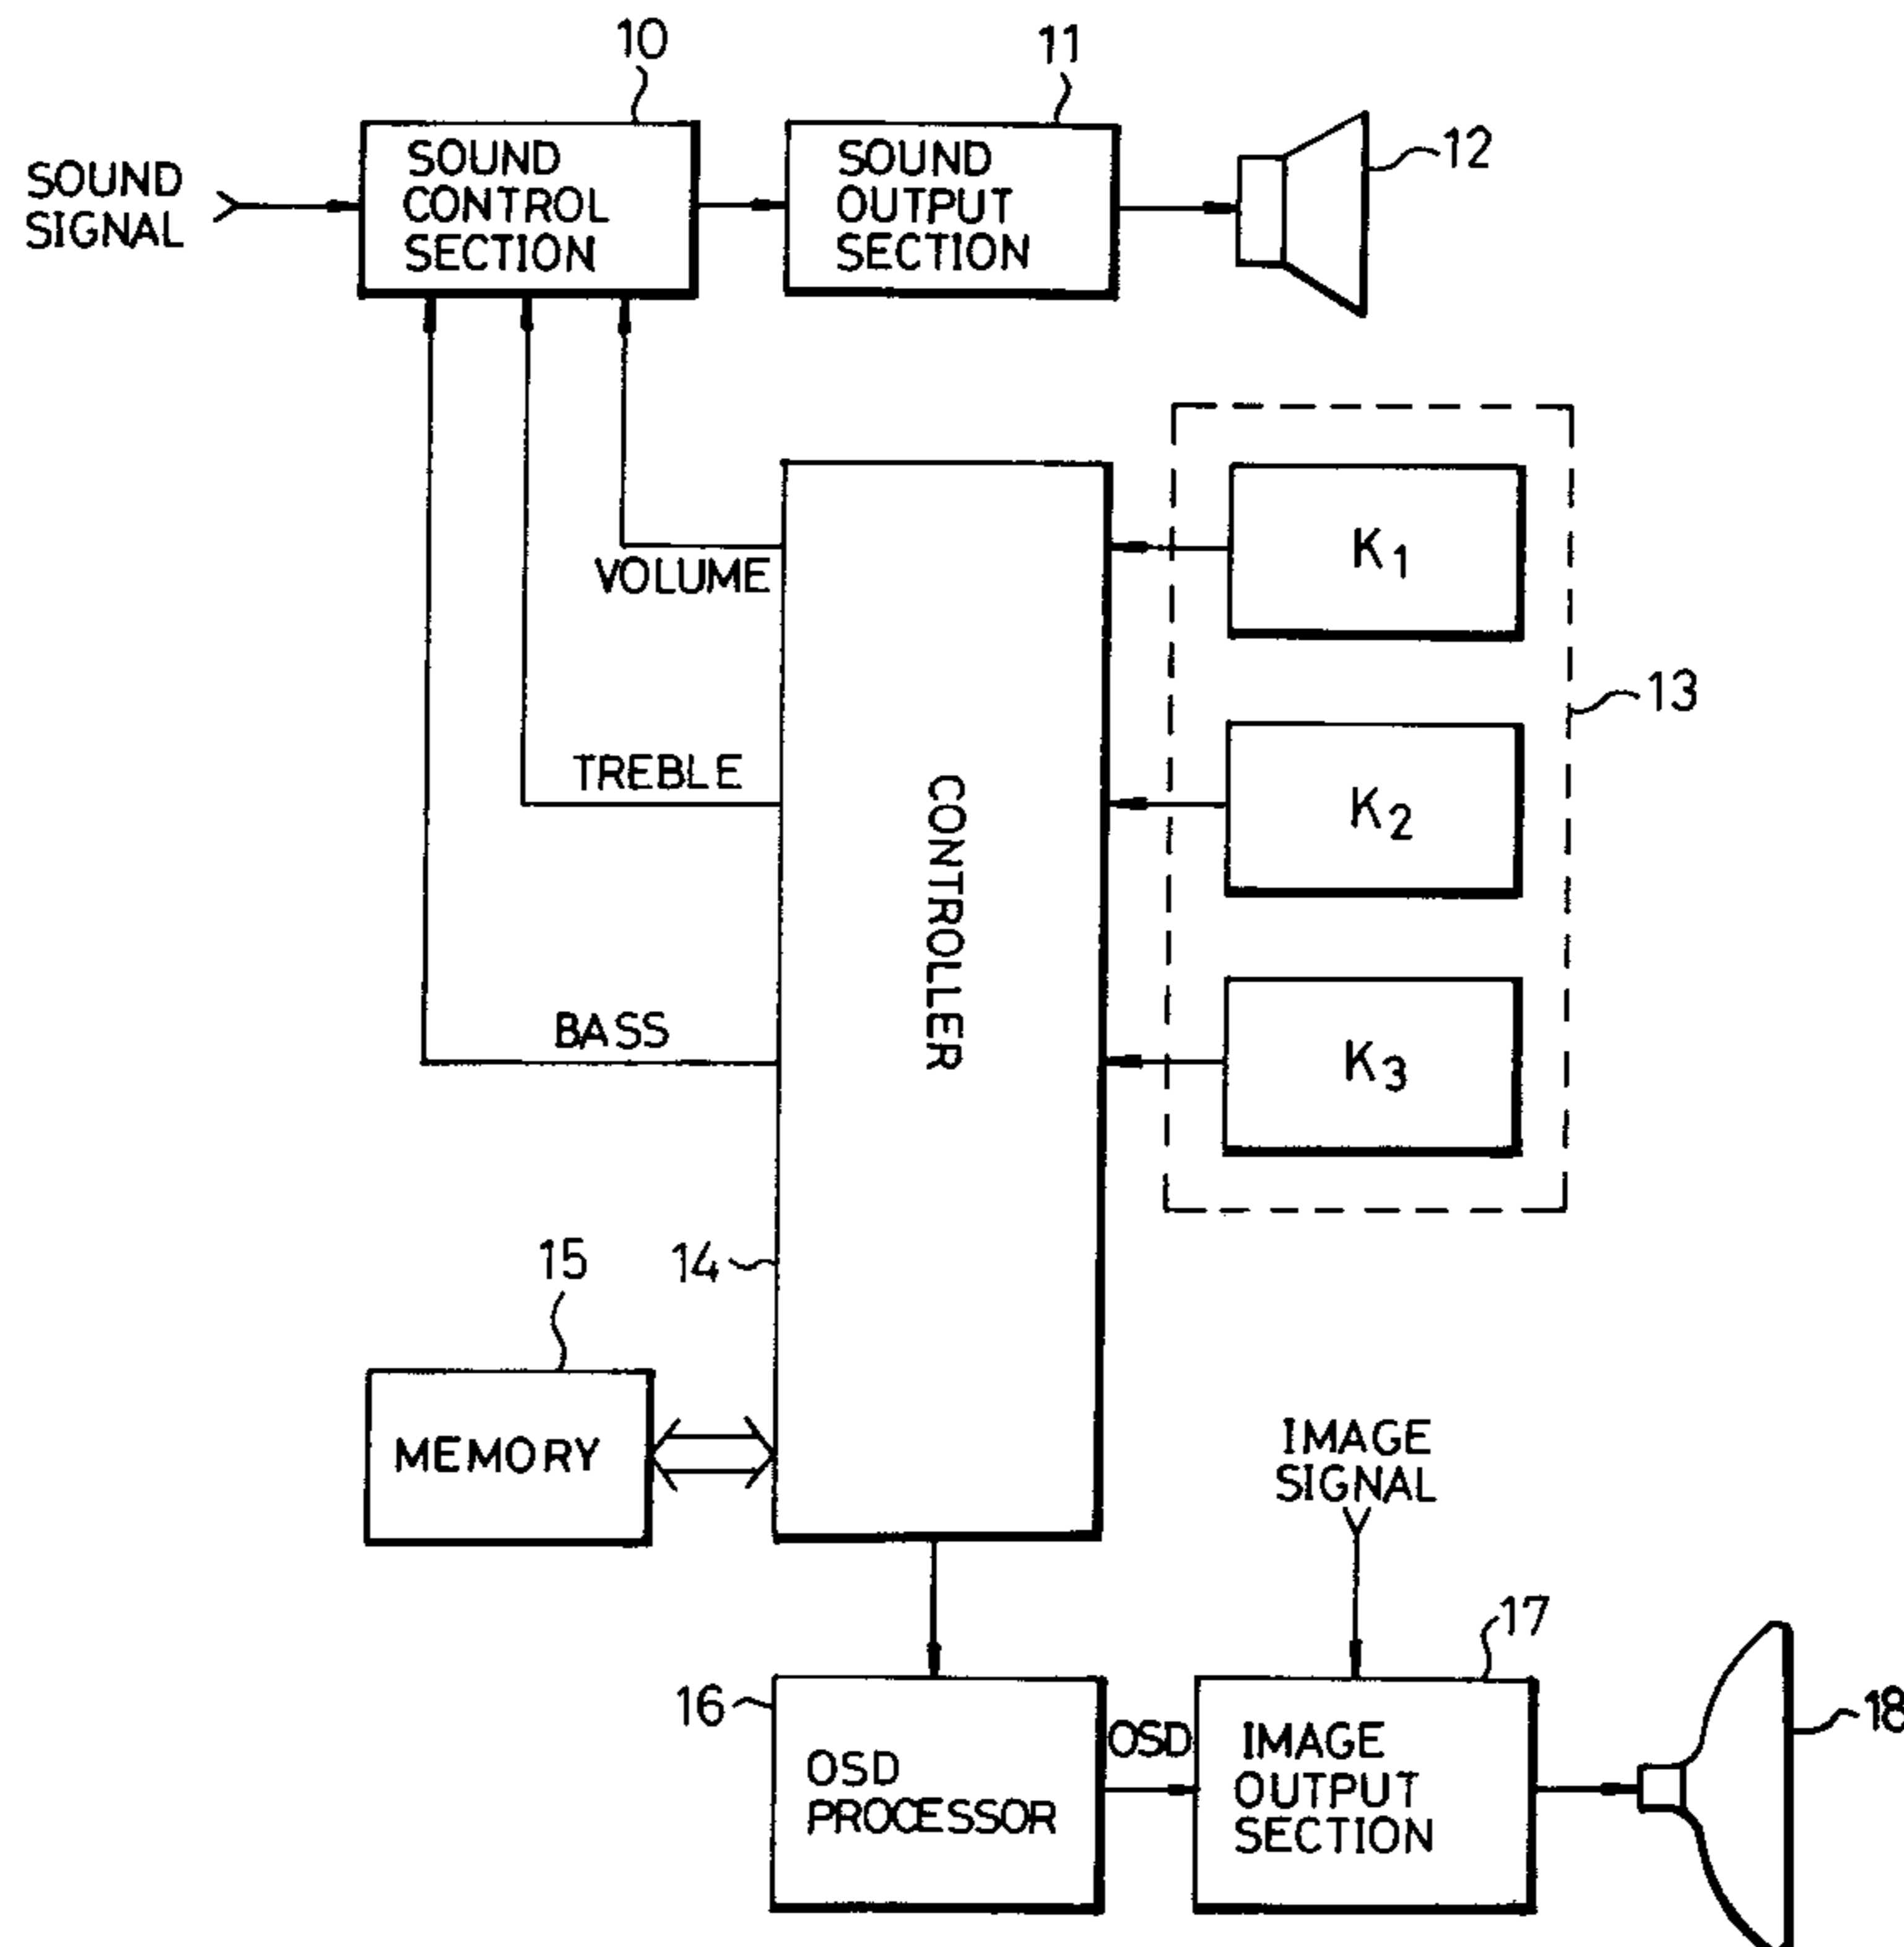 10
11
12
SOUND
SIGNAL
SOUND
CONTROL
SECTION
SOUND
OUTPUT
SECTION
VOLUME
TREBLE
BASS
CONTROLLER
K1
K2
K3
13
14
15
MEMORY
IMAGE
SIGNAL
16
OSD
PROCESSOR
OSD
17
IMAGE
OUTPUT
SECTION
18